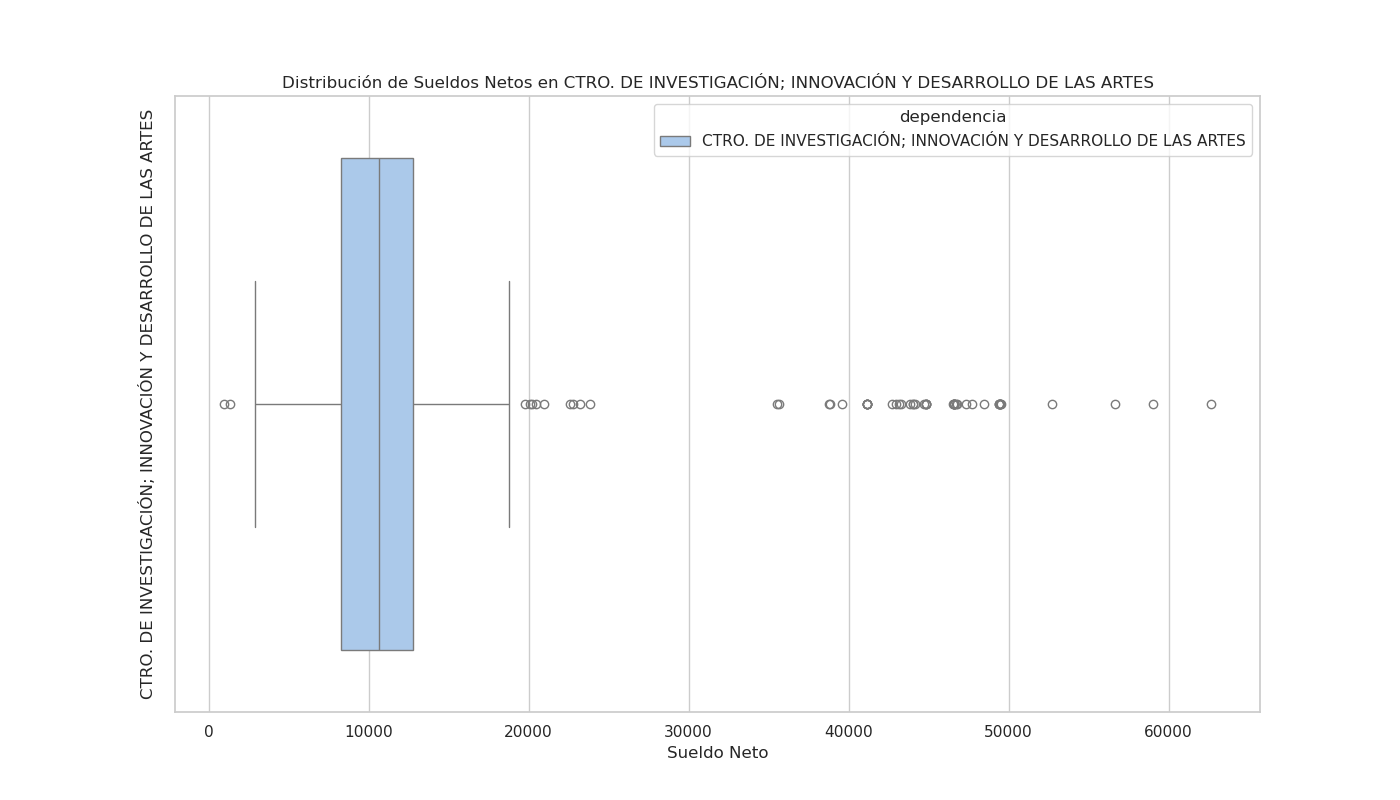 Distribución de Sueldos Netos en CTRO. DE INVESTIGACIÓN; INNOVACIÓN Y DESARROLLO DE LAS ARTES
dependencia
CTRO. DE INVESTIGACIÓN; INNOVACIÓN Y DESARROLLO DE LAS ARTES
CTRO. DE INVESTIGACIÓN; INNOVACIÓN Y DESARROLLO DE LAS ARTES
0 10000 20000 30000 40000 50000 60000
Sueldo Neto